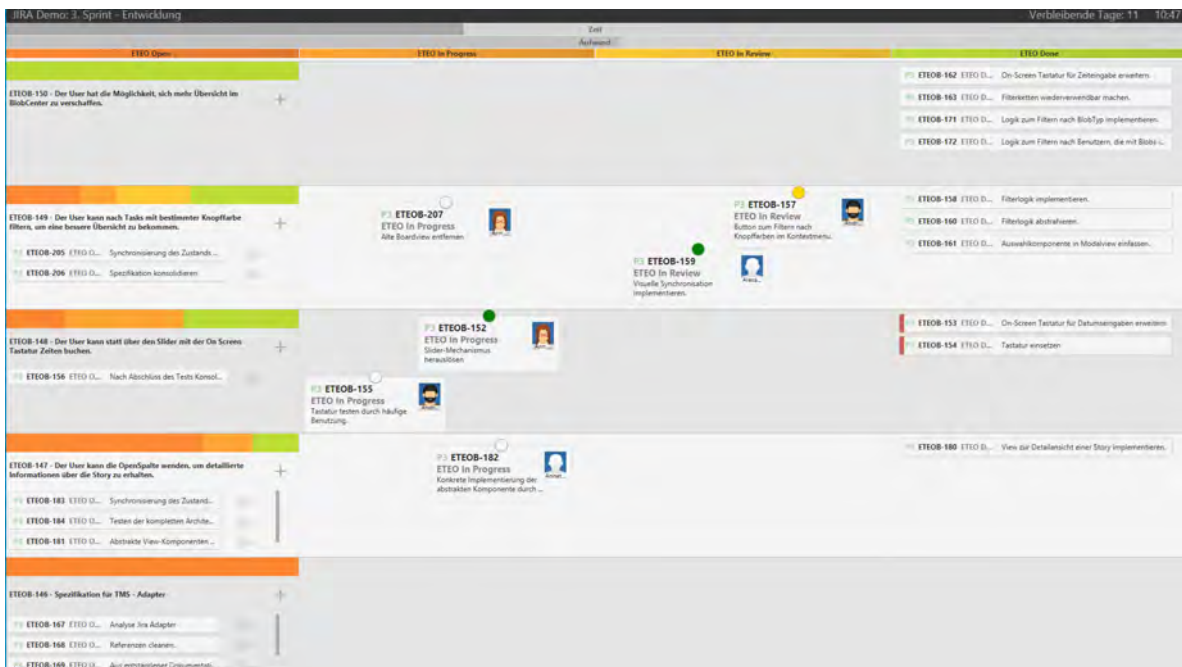 JIRA Demo: 3. Sprint - Entwicklung
Verbleibende Tage: 11 10:47
Zeit
Aufwand
ETEO Open
ETEO In Progress
ETEO In Review
ETEO Done
ETEOB-150 - Der User hat die Möglichkeit, sich mehr Übersicht im
BlobCenter zu verschaffen.
+
P3 ETEOB-162 ETEO D... On-Screen Tastatur für Zeiteingabe erweitern.
ETEOB-163 ETEO D... Filterketten wiederverwendbar machen.
ETEOB-171 ETEO D... Logik zum Filtern nach BlobTyp implementieren.
ETEOB-172 ETEO D... Logik zum Filtern nach Benutzern, die mit Blobs i...
ETEOB-149 - Der User kann nach Tasks mit bestimmter Knopffarbe
filtern, um eine bessere Übersicht zu bekommen.
+
ETEOB-205 ETEO D... Synchronisierung des Zustands...
ETEOB-206 ETEO D... Spezifikation konsolidieren
P3 ETEOB-207
ETEO In Progress
Alte Boardview entfernen
P3 ETEOB-157
ETEO In Review
Button zum Filtern nach
Knopffarben im Kontextmenü.
P3 ETEOB-159
ETEO In Review
Visuelle Synchronisation
implementieren.
ETEOB-158 ETEO D... Filterlogik implementieren.
ETEOB-160 ETEO D... Filterlogik abstrahieren.
ETEOB-161 ETEO D... Auswahlkomponente in Modalview einfassen.
ETEOB-148 - Der User kann statt über den Slider mit der On Screen
Tastatur Zeiten buchen.
+
ETEOB-156 ETEO D... Nach Abschluss des Tests Konsol...
P3 ETEOB-152
ETEO In Progress
Slider-Mechanismus
herauslösen
P3 ETEOB-155
ETEO In Progress
Tastatur testen durch häufige
Benutzung.
ETEOB-153 ETEO D... On-Screen Tastatur für Datumseingaben erweitern
ETEOB-154 ETEO D... Tastatur einsetzen
ETEOB-147 - Der User kann die OpenSpalte wenden, um detaillierte
Informationen über die Story zu erhalten.
+
ETEOB-183 ETEO D... Synchronisierung des Zustand...
ETEOB-184 ETEO D... Testen der kompletten Archite...
ETEOB-181 ETEO D... Abstrakte View-Komponenten ...
P3 ETEOB-182
ETEO In Progress
Konkrete Implementierung der
abstrakten Komponente durch ...
ETEOB-180 ETEO D... View zur Detailansicht einer Story implementieren.
ETEOB-146 - Spezifikation für TMS - Adapter
+
ETEOB-167 ETEO D... Analyse Jira Adapter
ETEOB-168 ETEO D... Referenzen cleanen.
ETEOB-169 ETEO D...